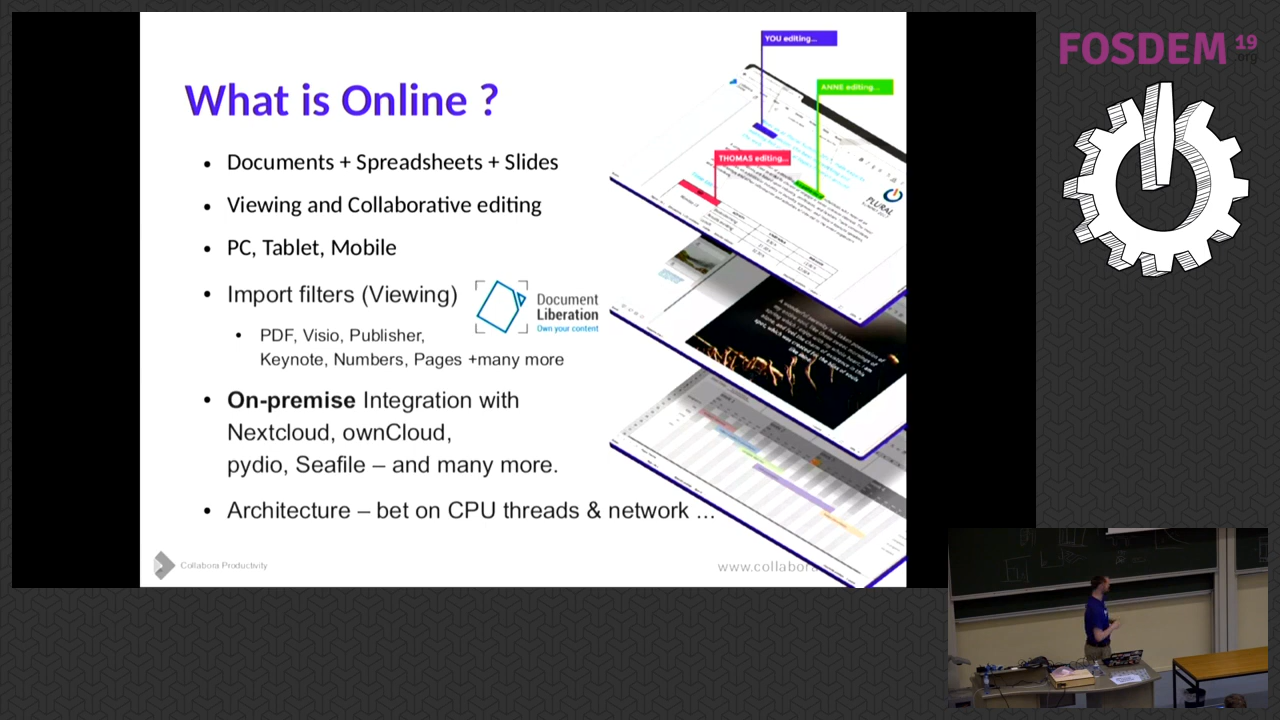 FOSDEM 19
.org
What is Online ?
• Documents + Spreadsheets + Slides
• Viewing and Collaborative editing
• PC, Tablet, Mobile
• Import filters (Viewing)
Document
Liberation
Own your content
• PDF, Visio, Publisher,
Keynote, Numbers, Pages +many more
• On-premise Integration with
Nextcloud, ownCloud,
pydio, Seafile – and many more.
• Architecture – bet on CPU threads & network ...
YOU editing...
ANNE editing...
THOMAS editing...
PLURAL
Collabora Productivity
www.collabora